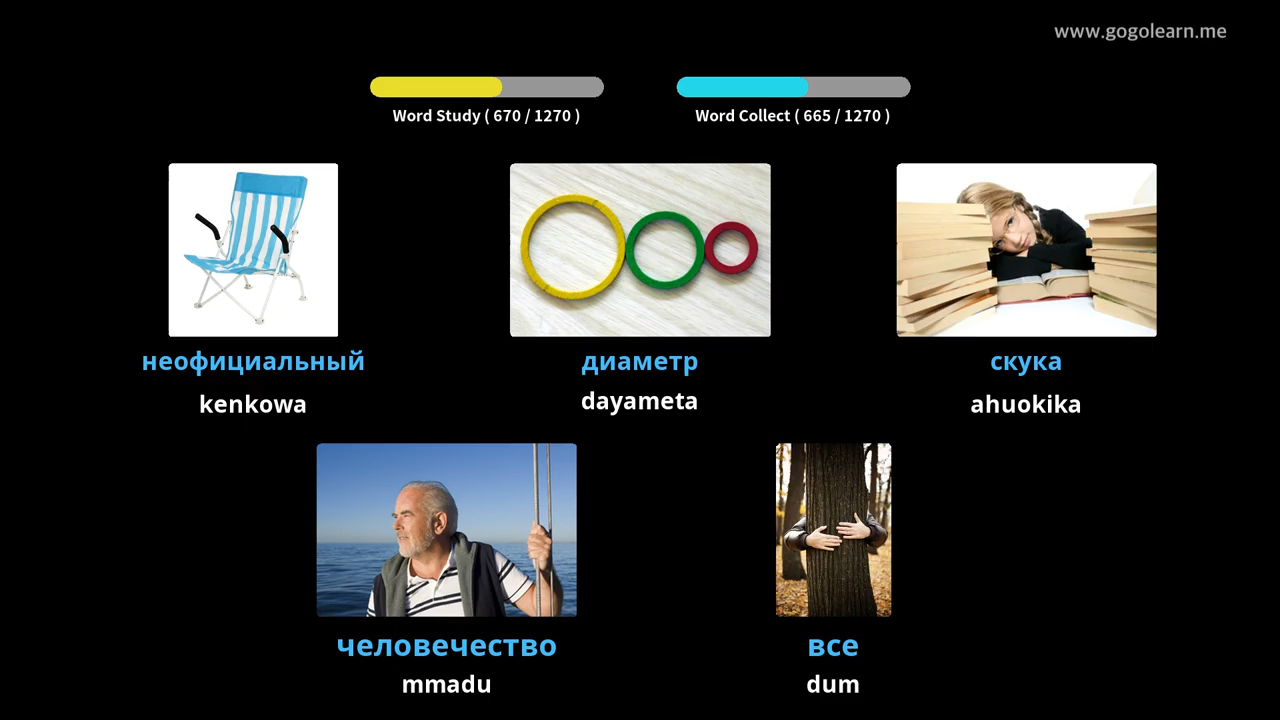 www.gogolearn.me
Word Study ( 670 / 1270 )
Word Collect ( 665 / 1270 )
неофициальный
kenkowa
диаметр
dayameta
скука
ahuokika
человечество
mmadu
все
dum